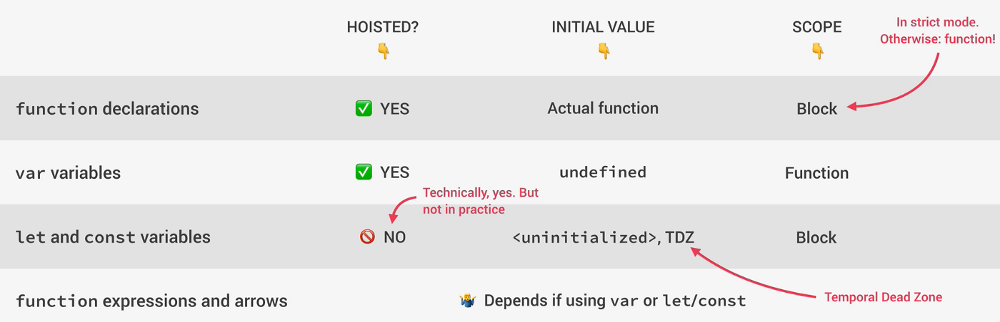 HOISTED? INITIAL VALUE SCOPE
In strict mode.
Otherwise: function!
function declarations YES Actual function Block
var variables YES undefined Function
Technically, yes. But
not in practice
let and const variables NO <uninitialized>, TDZ Block
function expressions and arrows Depends if using var or let/const
Temporal Dead Zone